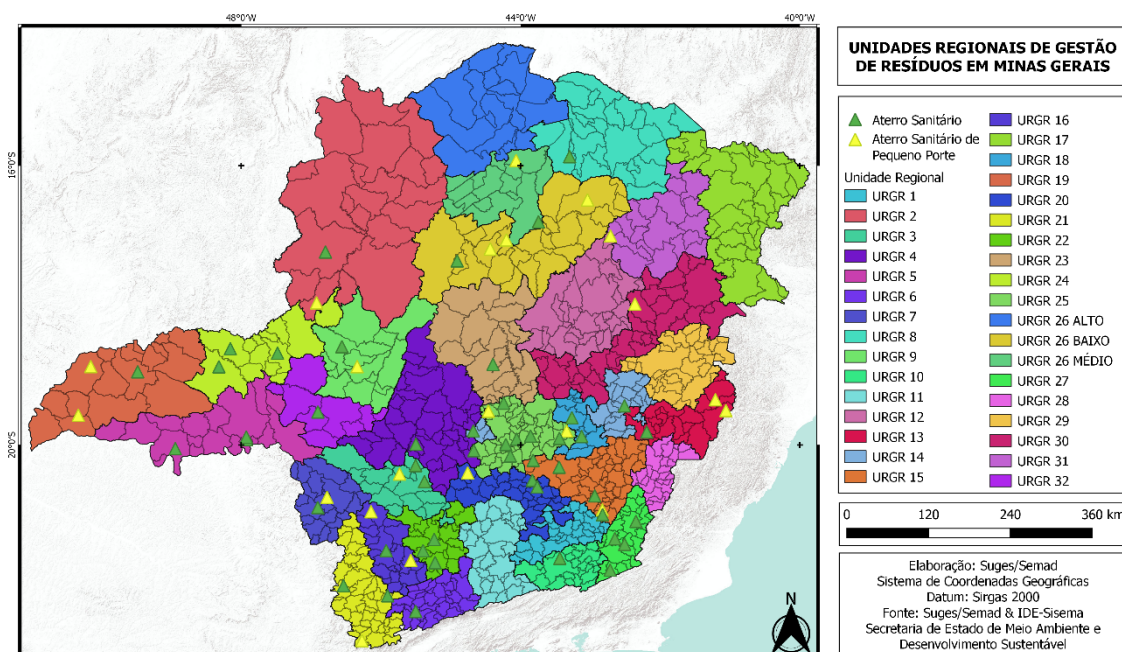 48°0'W
44°0'W
40°0'W
16°0'S
20°0'S
N
UNIDADES REGIONAIS DE GESTÃO
DE RESÍDUOS EM MINAS GERAIS
Aterro Sanitário
Aterro Sanitário de
Pequeno Porte
Unidade Regional
URGR 1
URGR 2
URGR 3
URGR 4
URGR 5
URGR 6
URGR 7
URGR 8
URGR 9
URGR 10
URGR 11
URGR 12
URGR 13
URGR 14
URGR 15
URGR 16
URGR 17
URGR 18
URGR 19
URGR 20
URGR 21
URGR 22
URGR 23
URGR 24
URGR 25
URGR 26 ALTO
URGR 26 BAIXO
URGR 26 MÉDIO
URGR 27
URGR 28
URGR 29
URGR 30
URGR 31
URGR 32
0 120 240 360 km
Elaboração: Suges/Semad
Sistema de Coordenadas Geográficas
Datum: Sirgas 2000
Fonte: Suges/Semad & IDE-Sisema
Secretaria de Estado de Meio Ambiente e
Desenvolvimento Sustentável